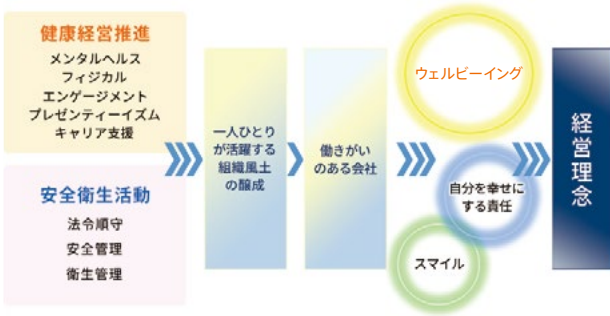 健康経営推進
メンタルヘルス
フィジカル
エンゲージメント
プレゼンティーイズム
キャリア支援
安全衛生活動
法令順守
安全管理
衛生管理
一人ひとり
が活躍する
組織風土
の醸成
働きがい
のある会社
ウェルビーイング
自分を幸せに
する責任
スマイル
経営理念